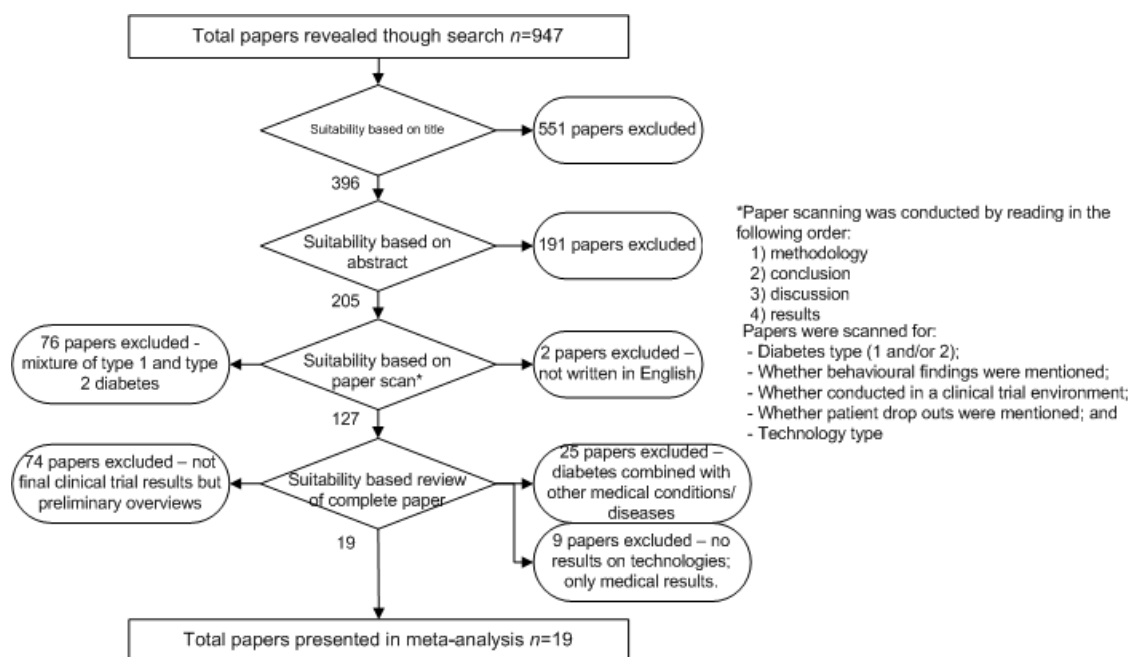 Total papers revealed though search n=947
Suitability based on title
551 papers excluded
396
Suitability based on
abstract
191 papers excluded
205
76 papers excluded -
mixture of type 1 and type
2 diabetes
Suitability based on
paper scan*
2 papers excluded –
not written in English
127
74 papers excluded – not
final clinical trial results but
preliminary overviews
Suitability based review
of complete paper
25 papers excluded –
diabetes combined with
other medical conditions/
diseases
19
9 papers excluded – no
results on technologies;
only medical results.
Total papers presented in meta-analysis n=19
*Paper scanning was conducted by reading in the
following order:
1) methodology
2) conclusion
3) discussion
4) results
Papers were scanned for:
- Diabetes type (1 and/or 2);
- Whether behavioural findings were mentioned;
- Whether conducted in a clinical trial environment;
- Whether patient drop outs were mentioned; and
- Technology type